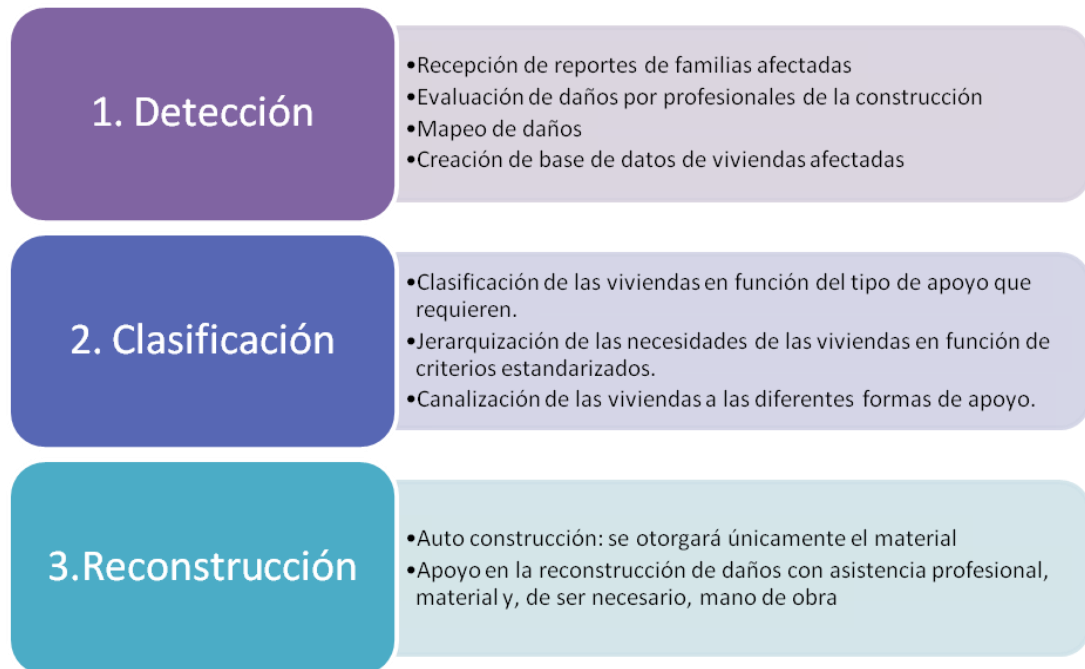 1. Detección
•Recepción de reportes de familias afectadas
•Evaluación de daños por profesionales de la construcción
•Mapeo de daños
•Creación de base de datos de viviendas afectadas
2. Clasificación
•Clasificación de las viviendas en función del tipo de apoyo que
requieren.
•Jerarquización de las necesidades de las viviendas en función de
criterios estandarizados.
•Canalización de las viviendas a las diferentes formas de apoyo.
3.Reconstrucción
•Auto construcción: se otorgará únicamente el material
•Apoyo en la reconstrucción de daños con asistencia profesional,
material y, de ser necesario, mano de obra